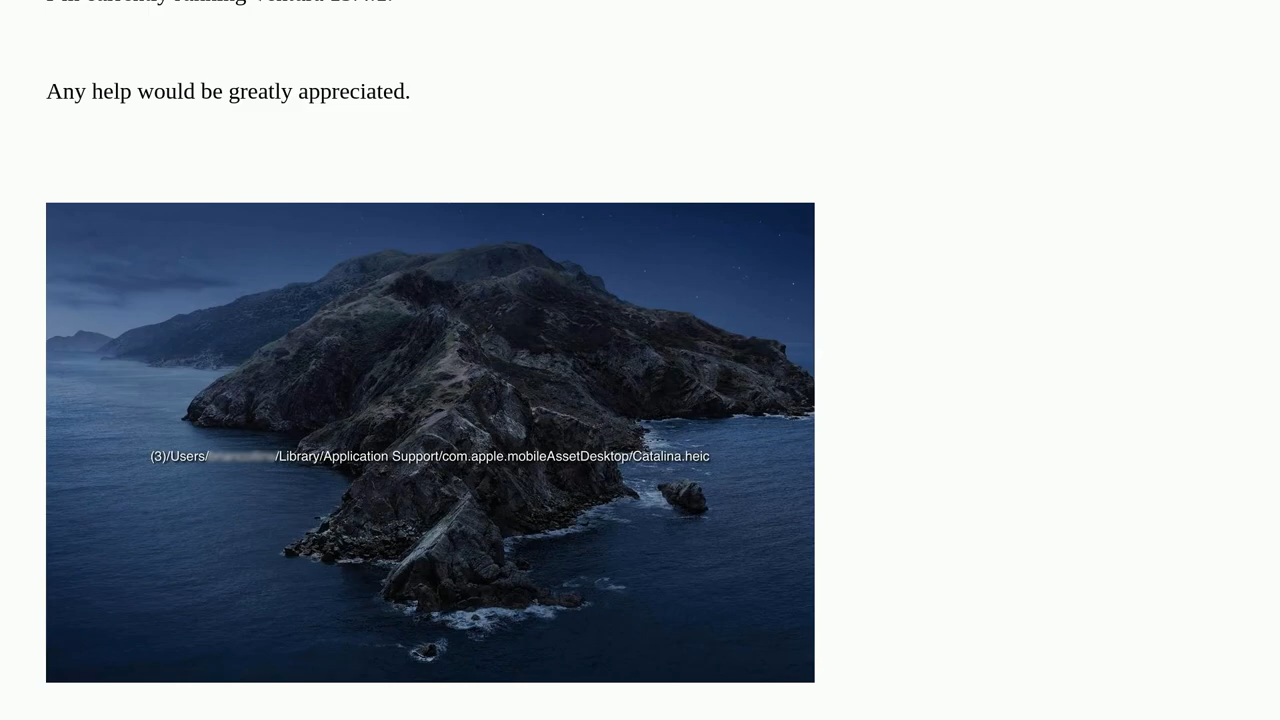 Any help would be greatly appreciated.
(3)/Users/ /Library/Application Support/com.apple.mobileAssetDesktop/Catalina.heic